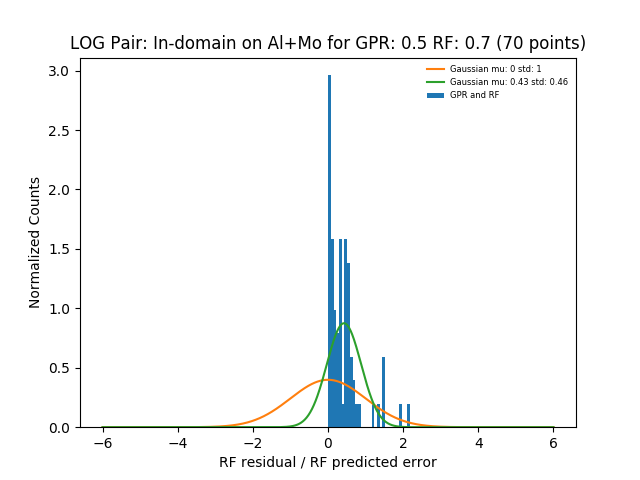 LOG Pair: In-domain on Al+Mo for GPR: 0.5 RF: 0.7 (70 points)
Gaussian mu: 0 std: 1
Gaussian mu: 0.43 std: 0.46
GPR and RF
Normalized Counts
3.0
2.5
2.0
1.5
1.0
0.5
0.0
−6 −4 −2 0 2 4 6
RF residual / RF predicted error